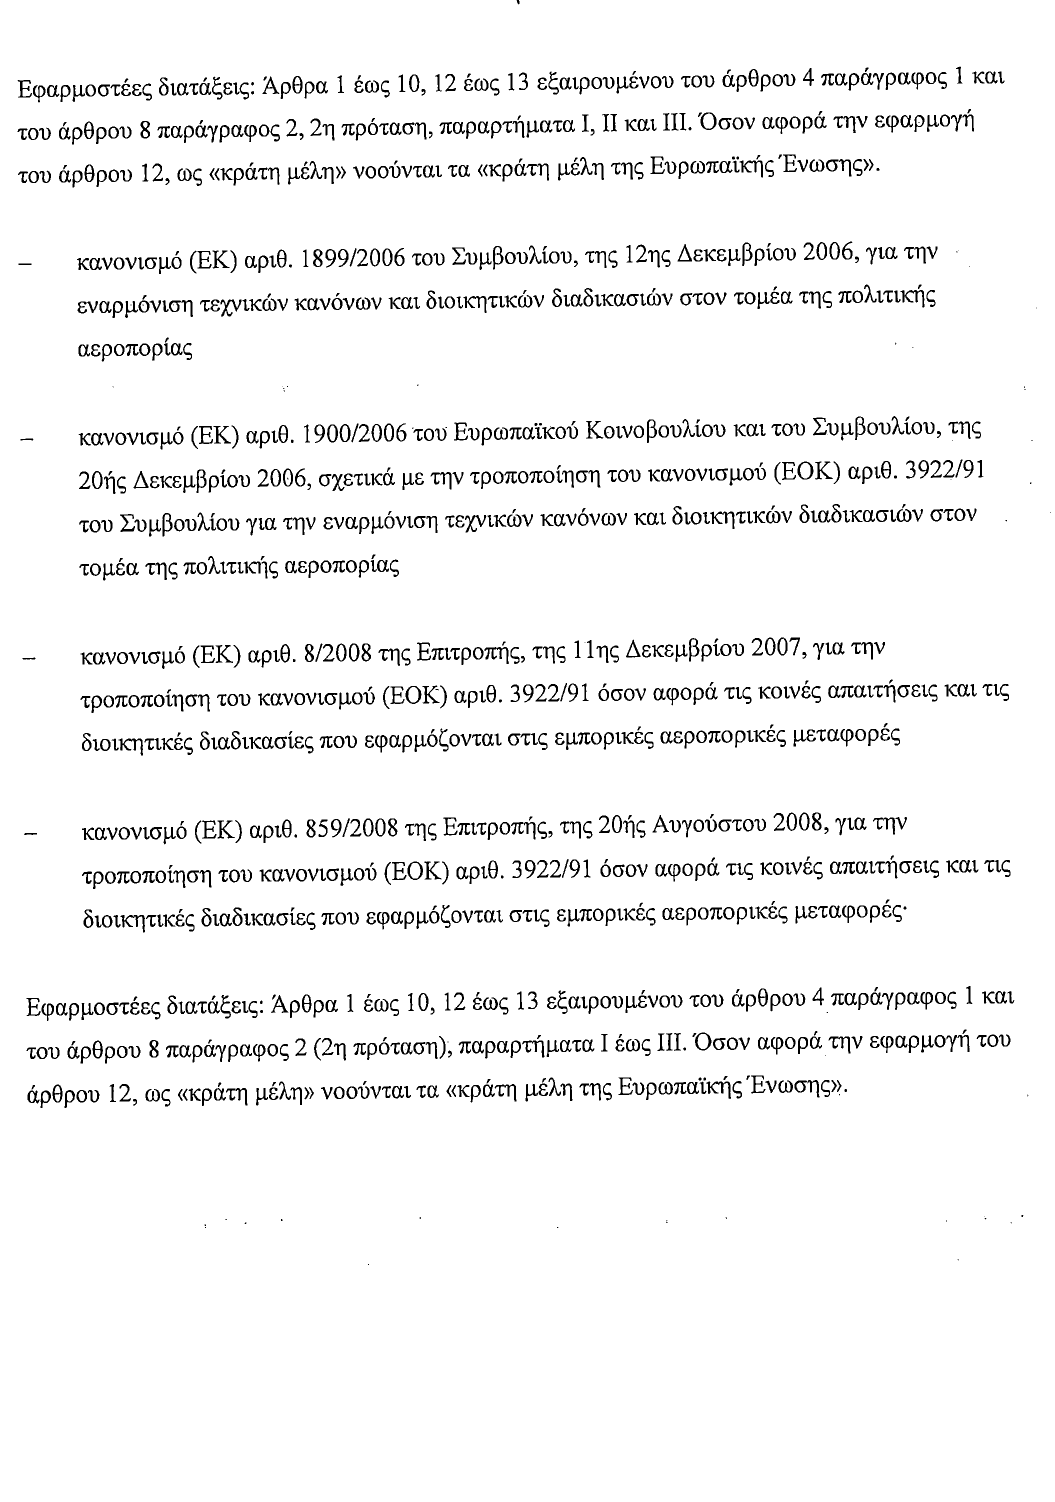 Εφαρμοστέες διατάξεις: Άρθρα 1 έως 10, 12 έως 13 εξαιρουμένου του άρθρου 4 παράγραφος 1 και
του άρθρου 8 παράγραφος 2, 2η πρόταση, παραρτήματα Ι, ΙΙ και ΙΙΙ. Όσον αφορά την εφαρμογή
του άρθρου 12, ως «κράτη μέλη» νοούνται τα «κράτη μέλη της Ευρωπαϊκής Ένωσης».
– κανονισμό (ΕΚ) αριθ. 1899/2006 του Συμβουλίου, της 12ης Δεκεμβρίου 2006, για την
εναρμόνιση τεχνικών κανόνων και διοικητικών διαδικασιών στον τομέα της πολιτικής
αεροπορίας
– κανονισμό (ΕΚ) αριθ. 1900/2006 του Ευρωπαϊκού Κοινοβουλίου και του Συμβουλίου, της
20ής Δεκεμβρίου 2006, σχετικά με την τροποποίηση του κανονισμού (ΕΟΚ) αριθ. 3922/91
του Συμβουλίου για την εναρμόνιση τεχνικών κανόνων και διοικητικών διαδικασιών στον
τομέα της πολιτικής αεροπορίας
– κανονισμό (ΕΚ) αριθ. 8/2008 της Επιτροπής, της 11ης Δεκεμβρίου 2007, για την
τροποποίηση του κανονισμού (ΕΟΚ) αριθ. 3922/91 όσον αφορά τις κοινές απαιτήσεις και τις
διοικητικές διαδικασίες που εφαρμόζονται στις εμπορικές αεροπορικές μεταφορές
– κανονισμό (ΕΚ) αριθ. 859/2008 της Επιτροπής, της 20ής Αυγούστου 2008, για την
τροποποίηση του κανονισμού (ΕΟΚ) αριθ. 3922/91 όσον αφορά τις κοινές απαιτήσεις και τις
διοικητικές διαδικασίες που εφαρμόζονται στις εμπορικές αεροπορικές μεταφορές·
Εφαρμοστέες διατάξεις: Άρθρα 1 έως 10, 12 έως 13 εξαιρουμένου του άρθρου 4 παράγραφος 1 και
του άρθρου 8 παράγραφος 2 (2η πρόταση), παραρτήματα Ι έως ΙΙΙ. Όσον αφορά την εφαρμογή του
άρθρου 12, ως «κράτη μέλη» νοούνται τα «κράτη μέλη της Ευρωπαϊκής Ένωσης».